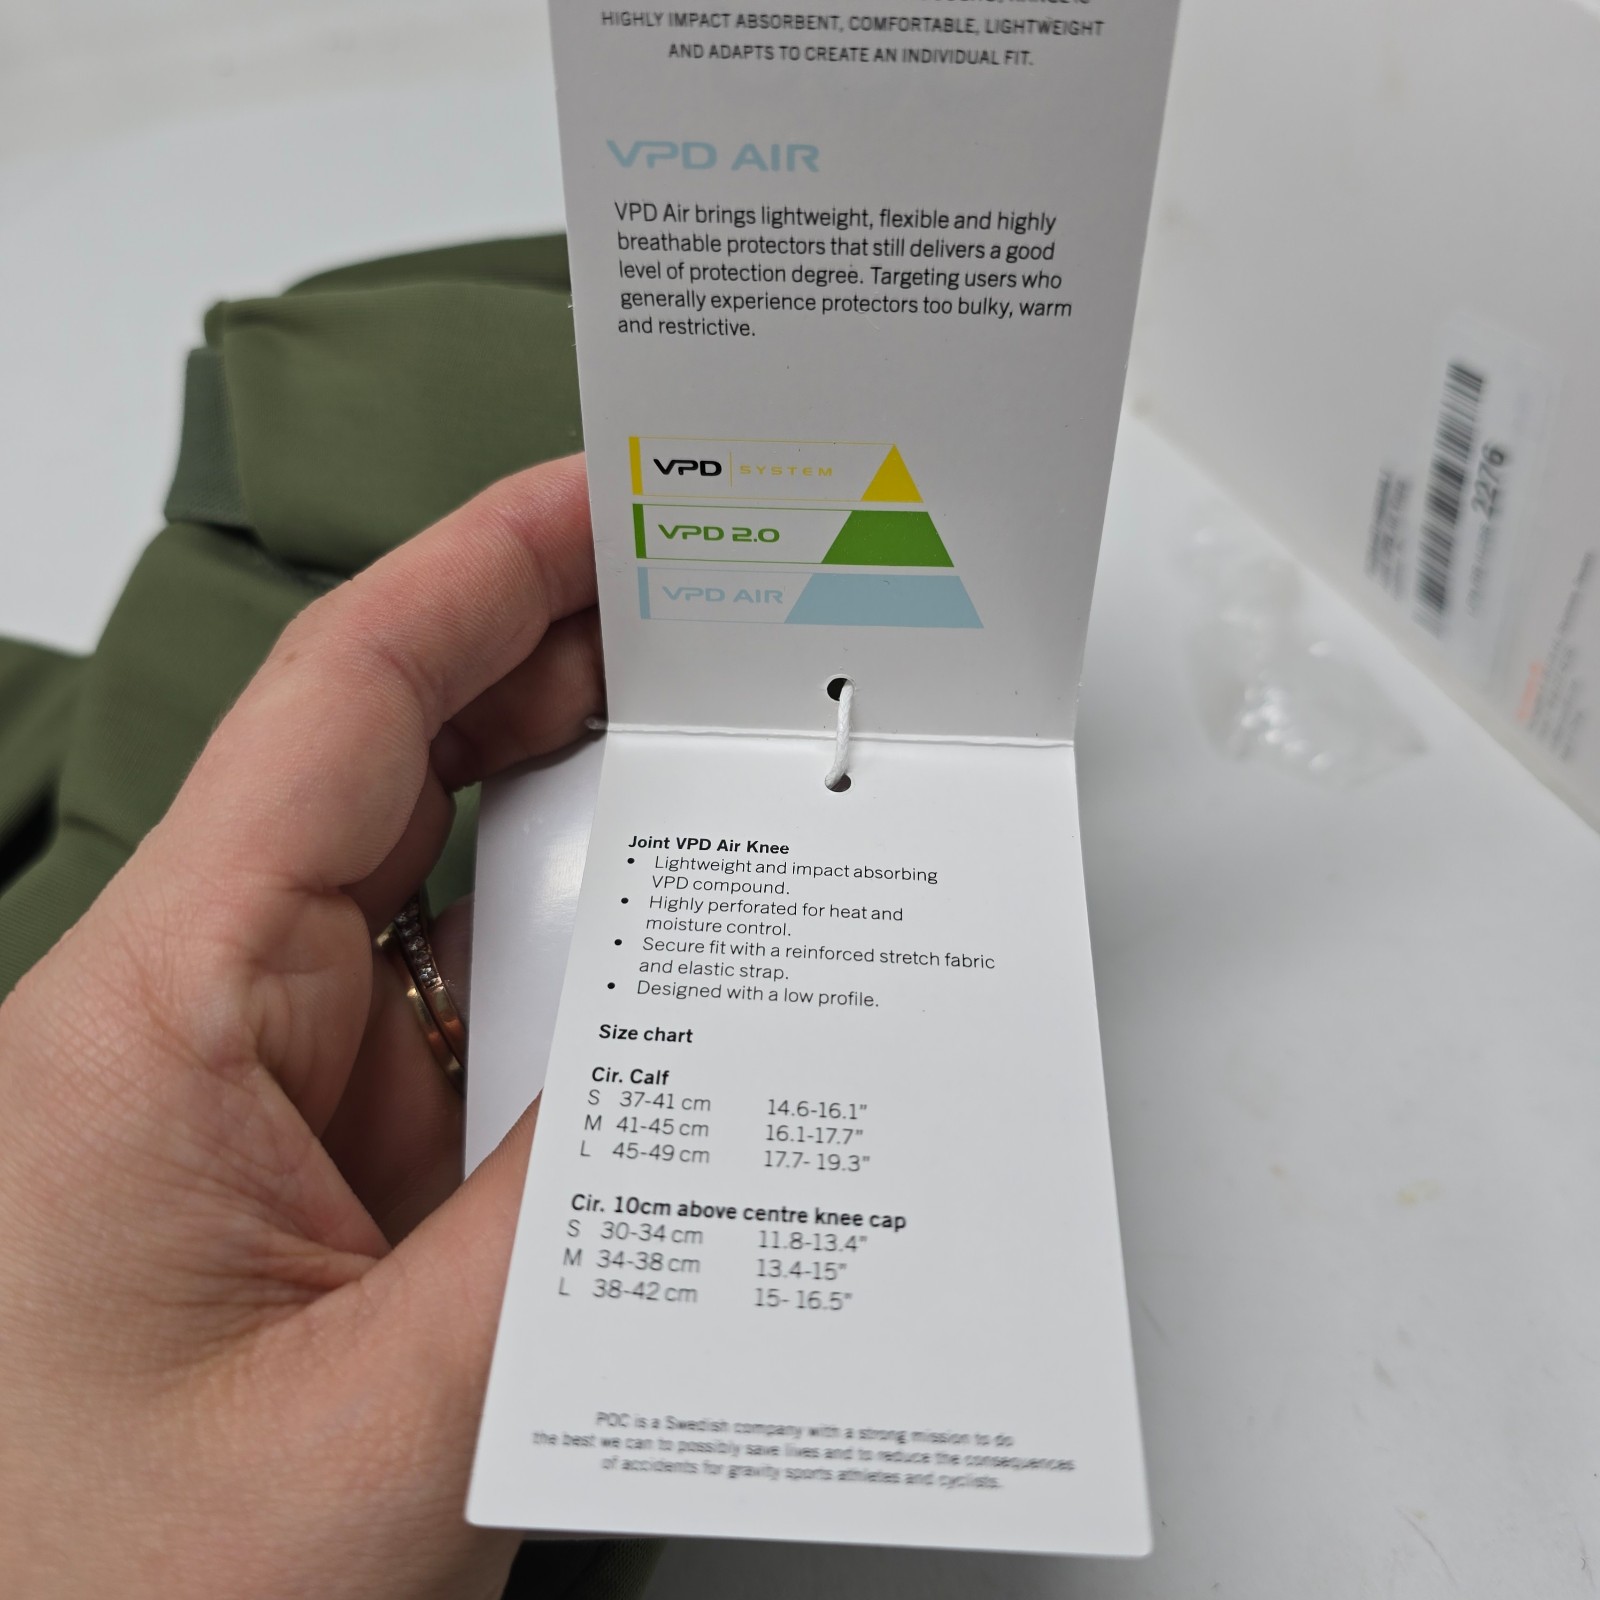 HIGHLY IMPACT ABSORBENT, COMFORTABLE, LIGHTWEIGHT
AND ADAPTS TO CREATE AN INDIVIDUAL FIT.
VPD AIR
VPD Air brings lightweight, flexible and highly
breathable protectors that still delivers a good
level of protection degree. Targeting users who
generally experience protectors too bulky, warm
and restrictive.
VPD SYSTEM
VPD 2.0
VPD AIR
Joint VPD Air Knee
• Lightweight and impact absorbing
VPD compound.
• Highly perforated for heat and
moisture control.
• Secure fit with a reinforced stretch fabric
and elastic strap.
• Designed with a low profile.
Size chart
Cir. Calf
S 37-41 cm 14.6-16.1"
M 41-45 cm 16.1-17.7"
L 45-49 cm 17.7- 19.3"
Cir. 10cm above centre knee cap
S 30-34 cm 11.8-13.4"
M 34-38 cm 13.4-15"
L 38-42 cm 15- 16.5"
POC is a Swedish company with a strong mission to do
the best we can to possibly save lives and to reduce the consequences
of accidents for gravity sports athletes and cyclists.
2276